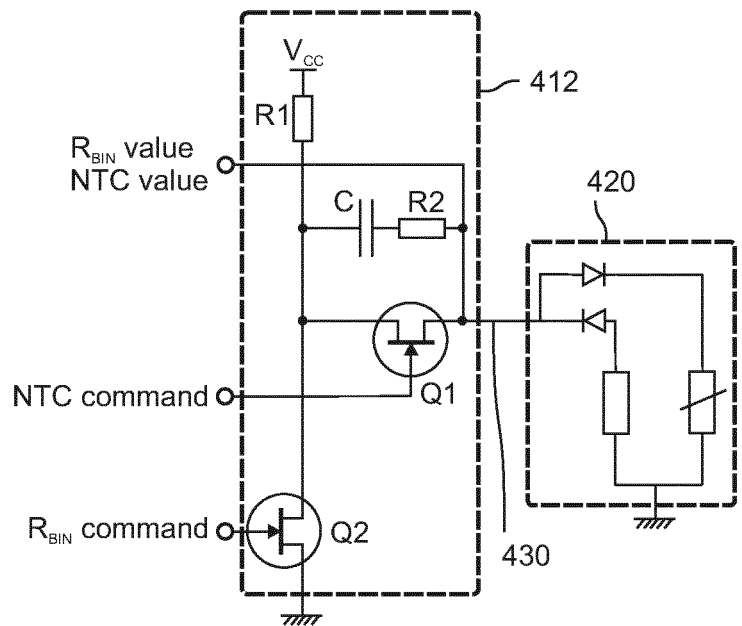 V_CC
412
R1
R_BIN value
NTC value
420
C
R2
NTC command
Q1
R_BIN command
Q2
430